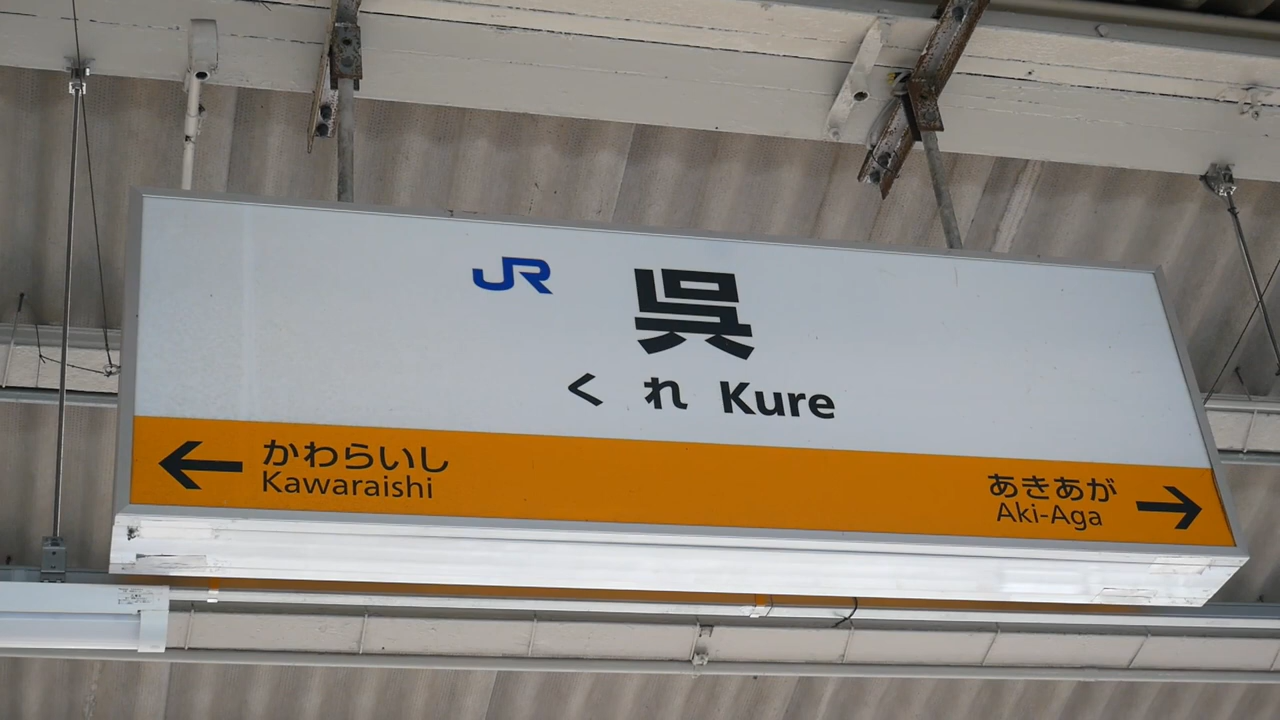 JR
呉
くれ Kure
← かわらいし
Kawaraishi
あきあが →
Aki-Aga